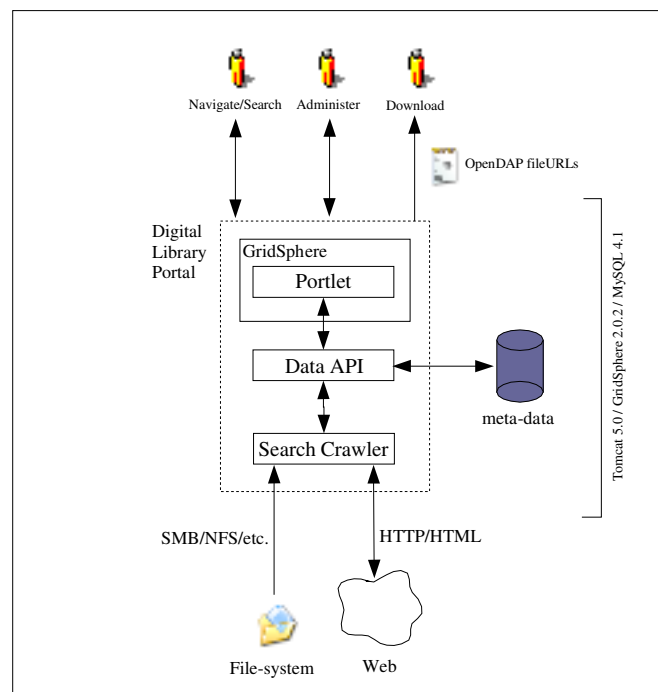 Navigate/Search
Administer
Download
OpenDAP fileURLs
Digital
Library
Portal
GridSphere
Portlet
Data API
Search Crawler
meta-data
Tomcat 5.0 / GridSphere 2.0.2 / MySQL 4.1
SMB/NFS/etc.
HTTP/HTML
File-system
Web